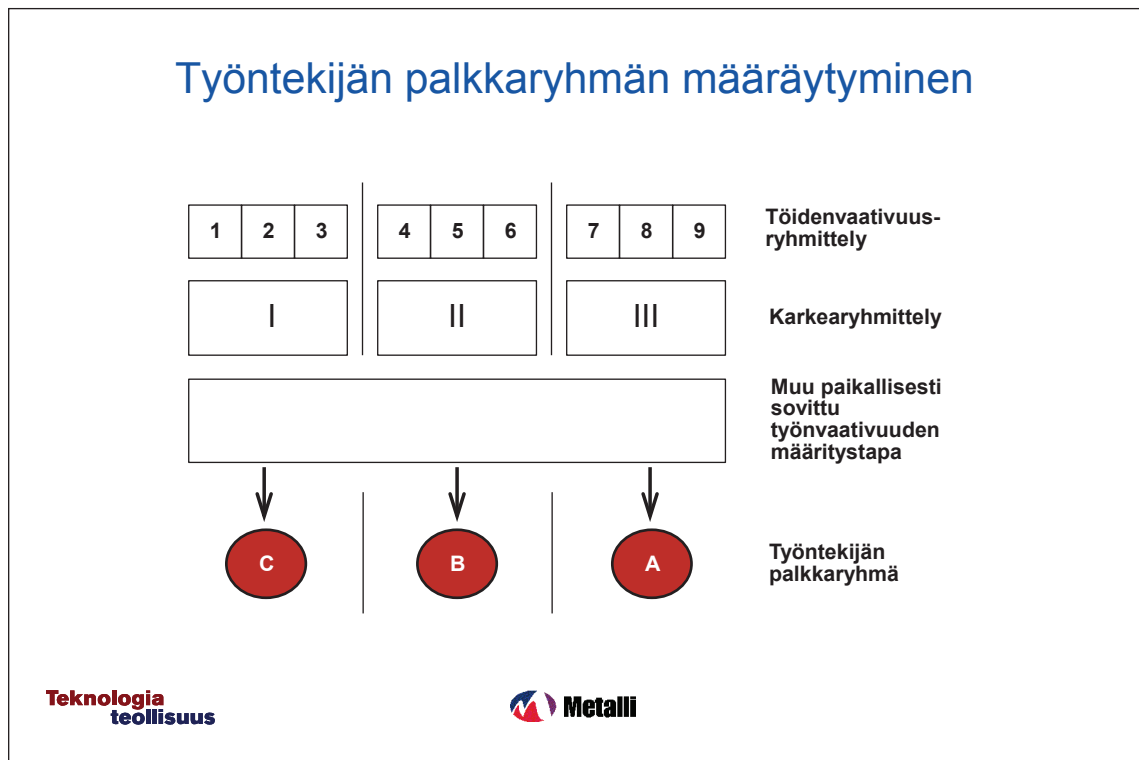 Työntekijän palkkaryhmän määräytyminen
1 2 3 4 5 6 7 8 9
Töidenvaativuus-
ryhmittely
I II III
Karkearyhmittely
Muu paikallisesti
sovittu
työnvaativuuden
määritystapa
C B A
Työntekijän
palkkaryhmä
Teknologia
teollisuus
Metalli